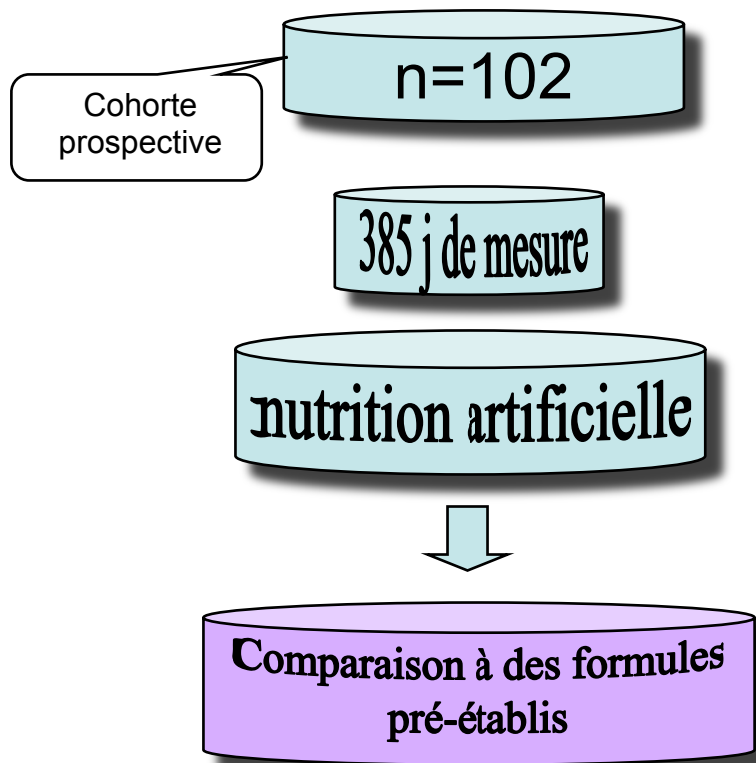 n=102
Cohorte
prospective
385 j de mesure
nutrition artificielle
Comparaison à des formules
pré-établis